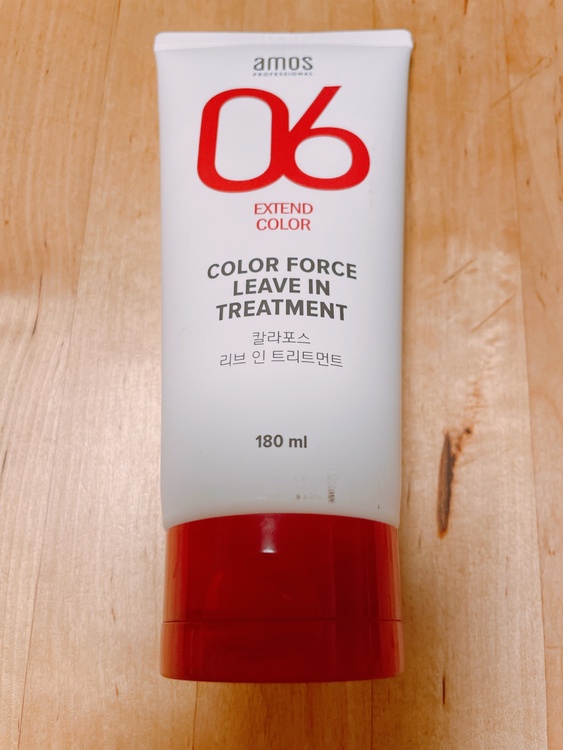 amos
PROFESSIONAL
06
EXTEND
COLOR
COLOR FORCE
LEAVE IN
TREATMENT
칼라포스
리브 인 트리트먼트
180 ml